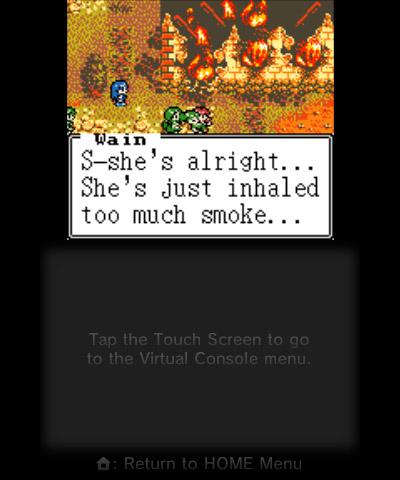 Wain
S-she's alright...
She's just inhaled
too much smoke...
Tap the Touch Screen to go
to the Virtual Console menu.
: Return to HOME Menu